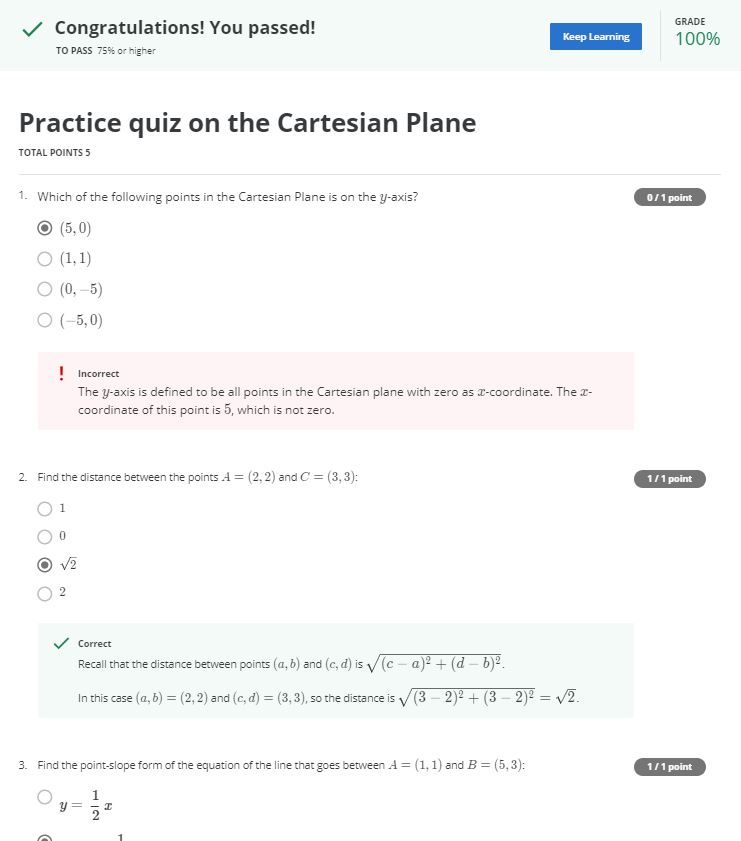 Congratulations! You passed!
TO PASS 75% or higher
Keep Learning
GRADE
100%
Practice quiz on the Cartesian Plane
TOTAL POINTS 5
1. Which of the following points in the Cartesian Plane is on the y-axis?
0 / 1 point
(5, 0)
(1, 1)
(0, −5)
(−5, 0)
! Incorrect
The y-axis is defined to be all points in the Cartesian plane with zero as x-coordinate. The x-
coordinate of this point is 5, which is not zero.
2. Find the distance between the points A = (2, 2) and C = (3, 3):
1 / 1 point
1
0
√2
2
Correct
Recall that the distance between points (a, b) and (c, d) is √((c − a)² + (d − b)²).
In this case (a, b) = (2, 2) and (c, d) = (3, 3), so the distance is √((3 − 2)² + (3 − 2)²) = √2.
3. Find the point-slope form of the equation of the line that goes between A = (1, 1) and B = (5, 3):
1 / 1 point
y = 1/2 x